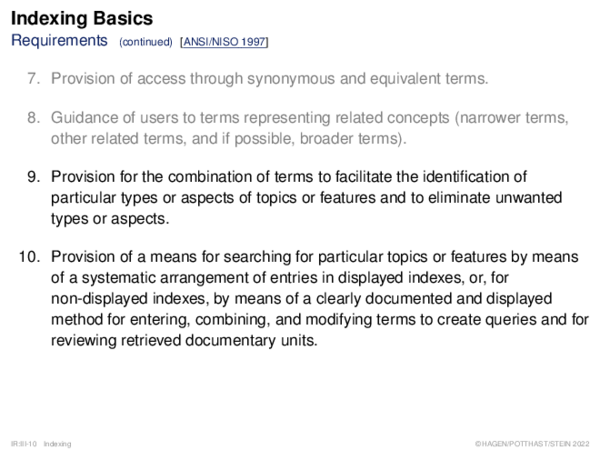 Indexing Basics
Requirements (continued) [ANSI/NISO 1997]
7. Provision of access through synonymous and equivalent terms.
8. Guidance of users to terms representing related concepts (narrower terms,
other related terms, and if possible, broader terms).
9. Provision for the combination of terms to facilitate the identification of
particular types or aspects of topics or features and to eliminate unwanted
types or aspects.
10. Provision of a means for searching for particular topics or features by means
of a systematic arrangement of entries in displayed indexes, or, for
non-displayed indexes, by means of a clearly documented and displayed
method for entering, combining, and modifying terms to create queries and for
reviewing retrieved documentary units.
IR:III-10 Indexing ©HAGEN/POTTHAST/STEIN 2022